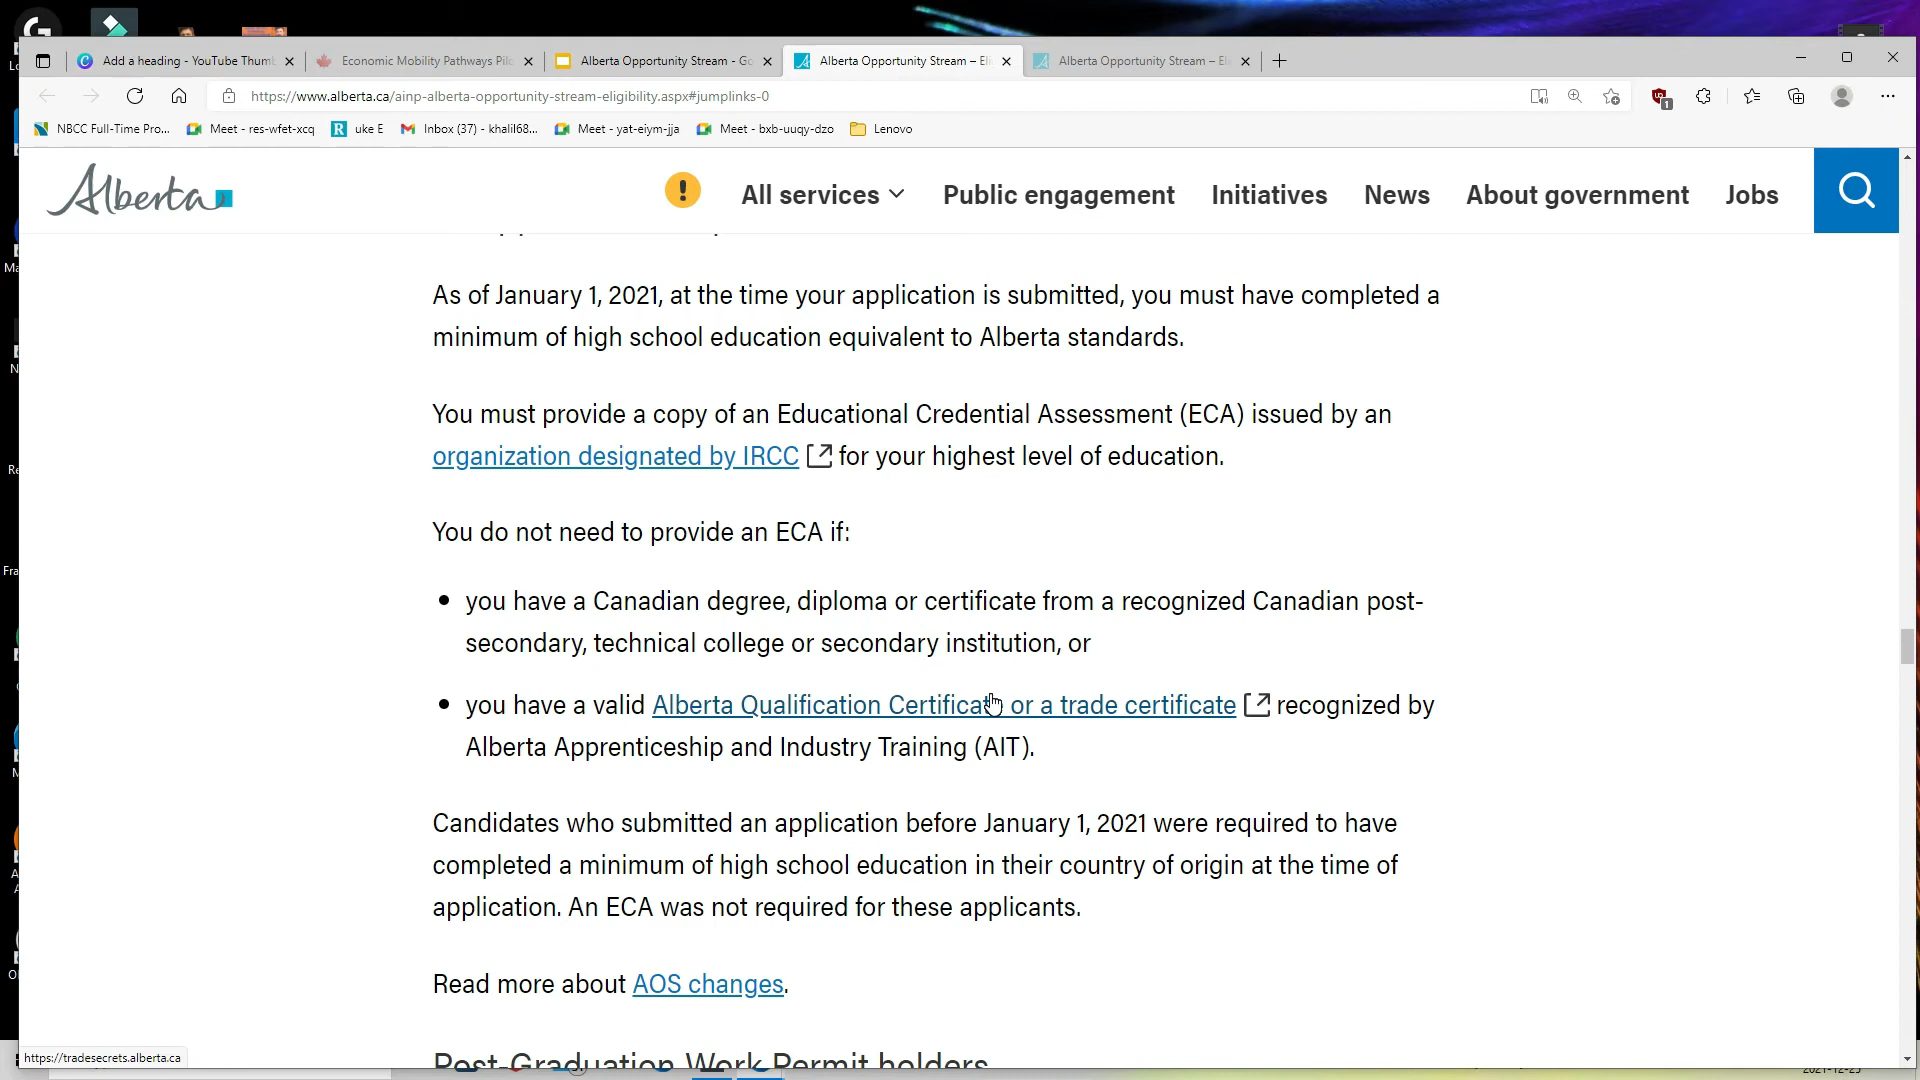 Add a heading - YouTube Thum
Economic Mobility Pathways Pil
Alberta Opportunity Stream - Go
Alberta Opportunity Stream – Eli
Alberta Opportunity Stream – El
https://www.alberta.ca/ainp-alberta-opportunity-stream-eligibility.aspx#jumplinks-0
1
NBCC Full-Time Pro...
Meet - res-wfet-xcq
uke E
Inbox (37) - khalil68...
Meet - yat-eiym-jja
Meet - bxb-uuqy-dzo
Lenovo
Alberta
All services
Public engagement
Initiatives
News
About government
Jobs
As of January 1, 2021, at the time your application is submitted, you must have completed a
minimum of high school education equivalent to Alberta standards.
You must provide a copy of an Educational Credential Assessment (ECA) issued by an
organization designated by IRCC for your highest level of education.
You do not need to provide an ECA if:
• you have a Canadian degree, diploma or certificate from a recognized Canadian post-
secondary, technical college or secondary institution, or
• you have a valid Alberta Qualification Certificate or a trade certificate recognized by
Alberta Apprenticeship and Industry Training (AIT).
Candidates who submitted an application before January 1, 2021 were required to have
completed a minimum of high school education in their country of origin at the time of
application. An ECA was not required for these applicants.
Read more about AOS changes.
Post-Graduation Work Permit holders
https://tradesecrets.alberta.ca
2021-12-25